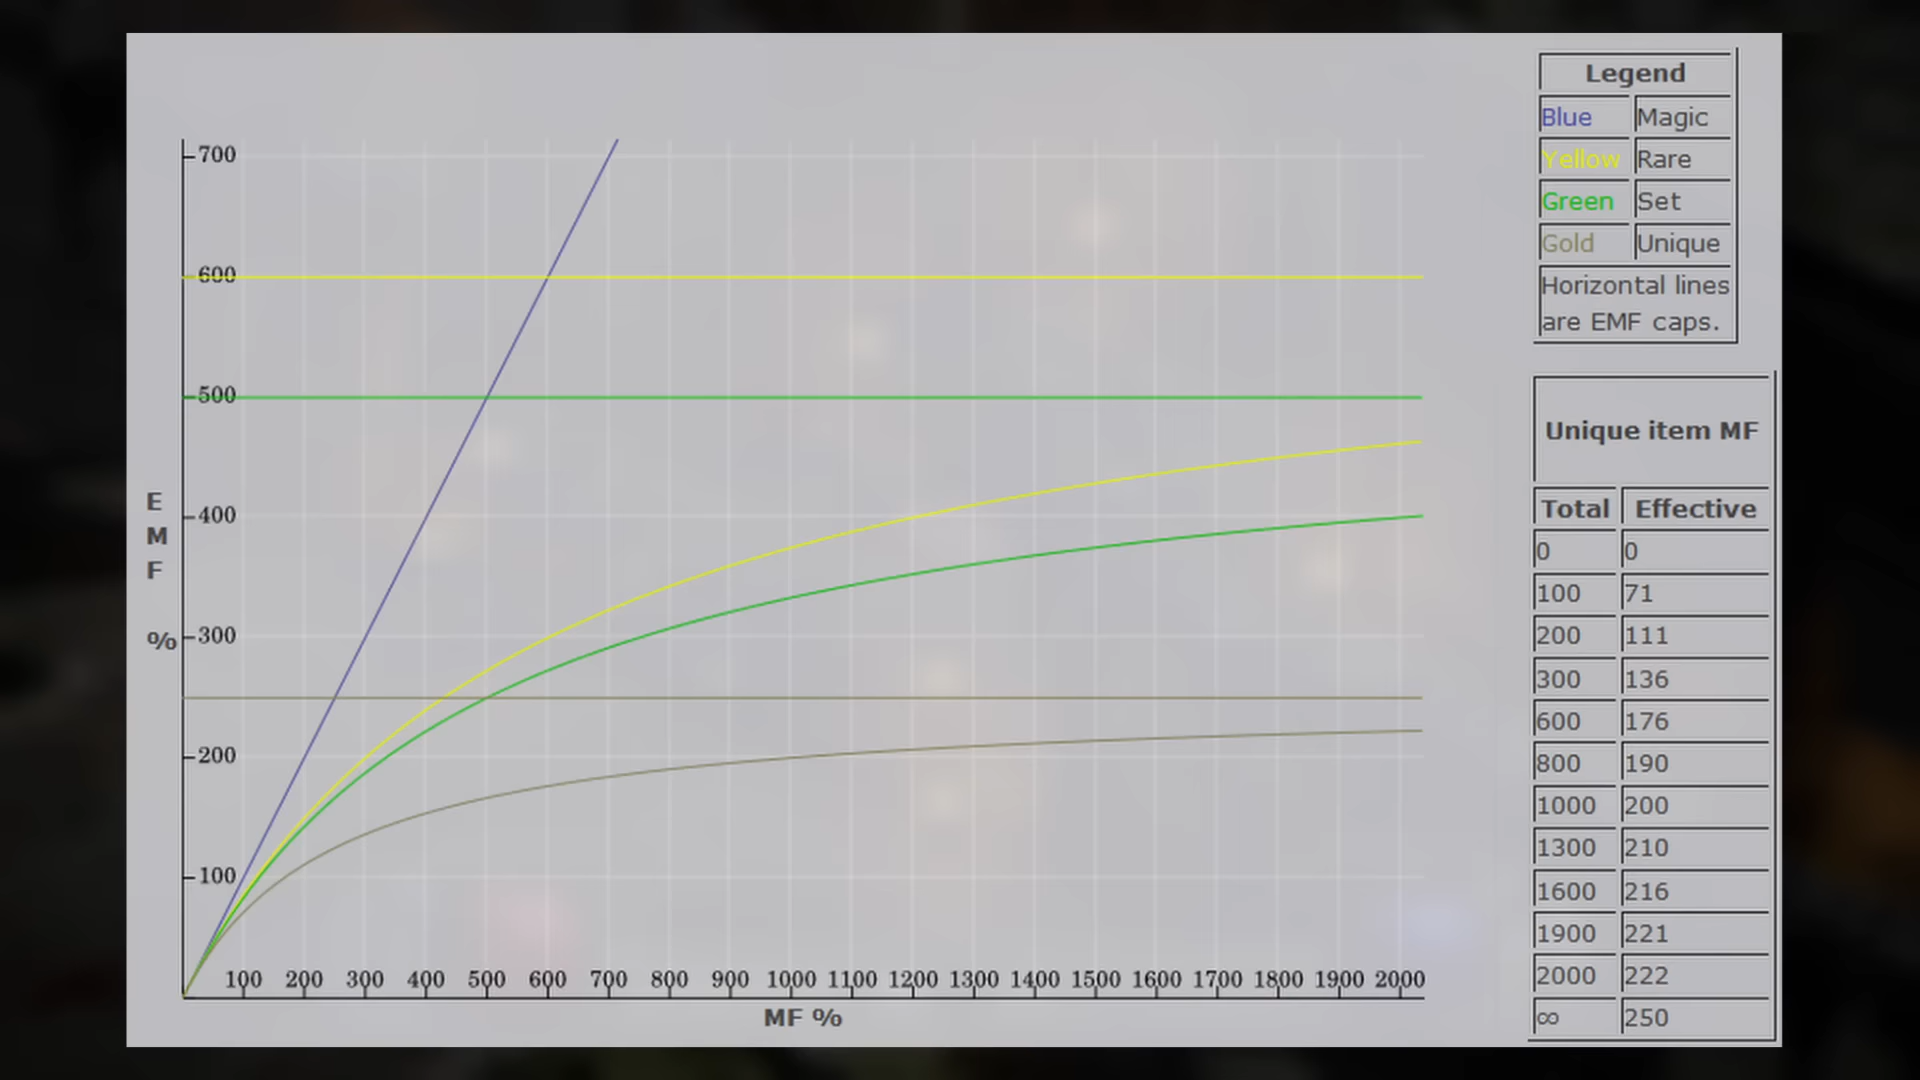 700
600
500
400
300
200
100
E
M
F
%
100 200 300 400 500 600 700 800 900 1000 1100 1200 1300 1400 1500 1600 1700 1800 1900 2000
MF %
Legend
Blue Magic
Yellow Rare
Green Set
Gold Unique
Horizontal lines
are EMF caps.
Unique item MF
Total Effective
0 0
100 71
200 111
300 136
600 176
800 190
1000 200
1300 210
1600 216
1900 221
2000 222
∞ 250